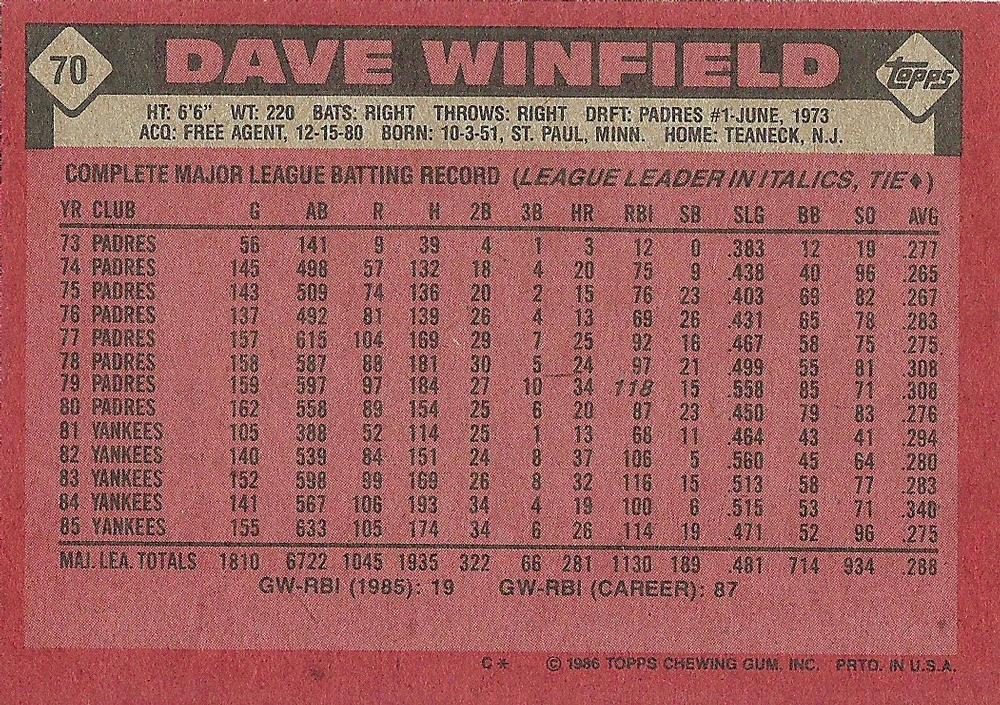 70 DAVE WINFIELD Topps
HT: 6'6" WT: 220 BATS: RIGHT THROWS: RIGHT DRFT: PADRES #1-JUNE, 1973
ACQ: FREE AGENT, 12-15-80 BORN: 10-3-51, ST. PAUL, MINN. HOME: TEANECK, N.J.
COMPLETE MAJOR LEAGUE BATTING RECORD (LEAGUE LEADER IN ITALICS, TIE♦)
YR CLUB G AB R H 2B 3B HR RBI SB SLG BB SO AVG
73 PADRES 56 141 9 39 4 1 3 12 0 .383 12 19 .277
74 PADRES 145 498 57 132 18 4 20 75 9 .438 40 96 .265
75 PADRES 143 509 74 136 20 2 15 76 23 .403 69 82 .267
76 PADRES 137 492 81 139 26 4 13 69 26 .431 65 78 .283
77 PADRES 157 615 104 169 29 7 25 92 16 .467 58 75 .275
78 PADRES 158 587 88 181 30 5 24 97 21 .499 55 81 .308
79 PADRES 159 597 97 184 27 10 34 118 15 .558 85 71 .308
80 PADRES 162 558 89 154 25 6 20 87 23 .450 79 83 .276
81 YANKEES 105 388 52 114 25 1 13 68 11 .464 43 41 .294
82 YANKEES 140 539 84 151 24 8 37 106 5 .560 45 64 .280
83 YANKEES 152 598 99 169 26 8 32 116 15 .513 58 77 .283
84 YANKEES 141 567 106 193 34 4 19 100 6 .515 53 71 .340
85 YANKEES 155 633 105 174 34 6 26 114 19 .471 52 96 .275
MAJ. LEA. TOTALS 1810 6722 1045 1935 322 66 281 1130 189 .481 714 934 .288
GW-RBI (1985): 19 GW-RBI (CAREER): 87
C* © 1986 TOPPS CHEWING GUM, INC. PRTD. IN U.S.A.